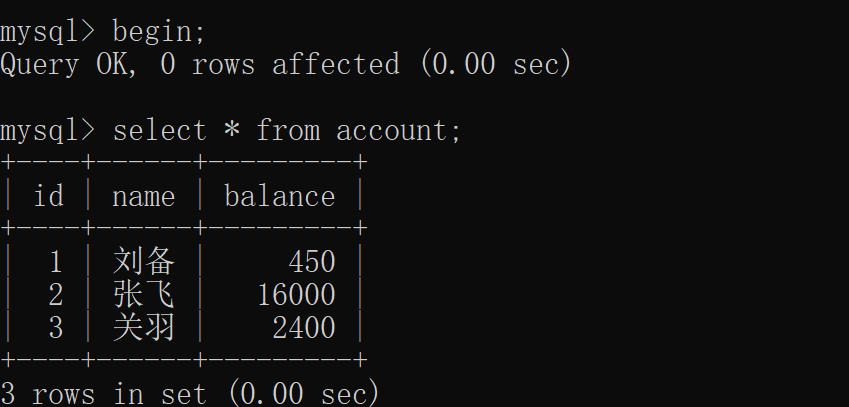 mysql> begin;
Query OK, 0 rows affected (0.00 sec)
mysql> select * from account;
+----+------+---------+
| id | name | balance |
+----+------+---------+
|  1 | 刘备 |     450 |
|  2 | 张飞 |   16000 |
|  3 | 关羽 |    2400 |
+----+------+---------+
3 rows in set (0.00 sec)